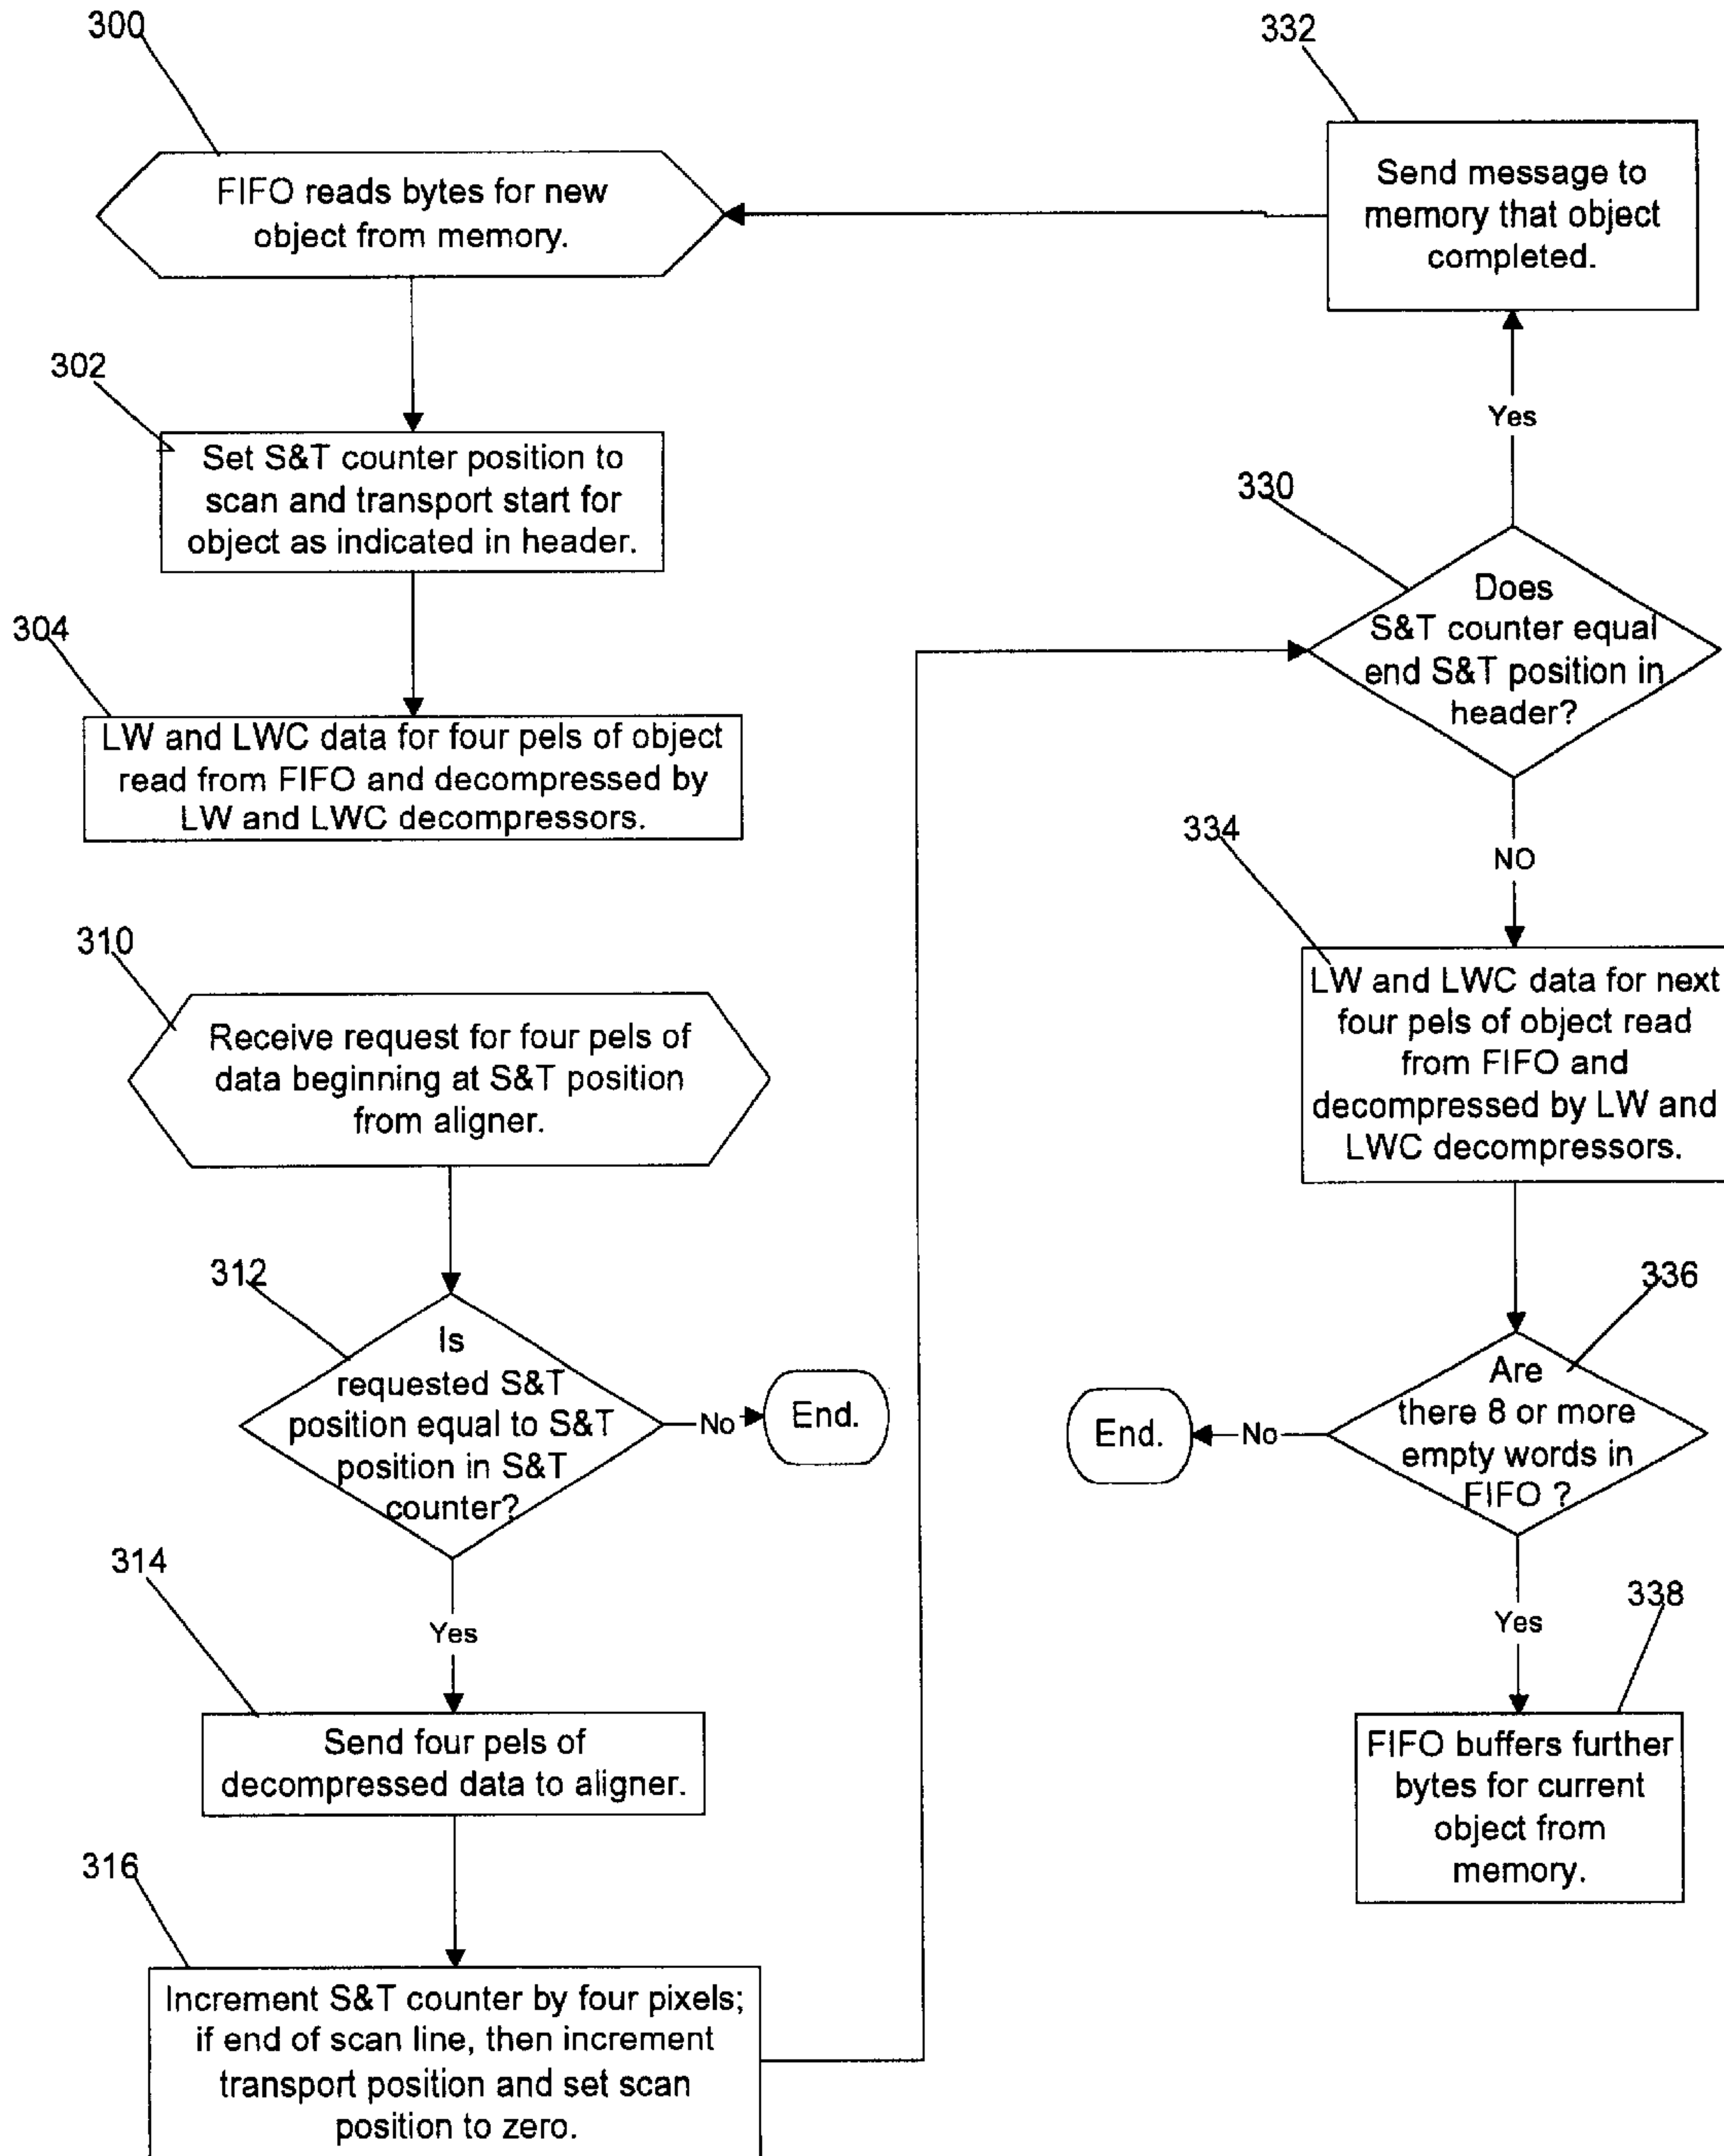 300
FIFO reads bytes for new
object from memory.
302
Set S&T counter position to
scan and transport start for
object as indicated in header.
304
LW and LWC data for four pels of object
read from FIFO and decompressed by
LW and LWC decompressors.
310
Receive request for four pels of
data beginning at S&T position
from aligner.
312
Is
requested S&T
position equal to S&T
position in S&T
counter?
No
End.
Yes
314
Send four pels of
decompressed data to aligner.
316
Increment S&T counter by four pixels;
if end of scan line, then increment
transport position and set scan
position to zero.
332
Send message to
memory that object
completed.
Yes
330
Does
S&T counter equal
end S&T position in
header?
NO
334
LW and LWC data for next
four pels of object read
from FIFO and
decompressed by LW and
LWC decompressors.
336
Are
there 8 or more
empty words in
FIFO ?
No
End.
Yes
338
FIFO buffers further
bytes for current
object from
memory.